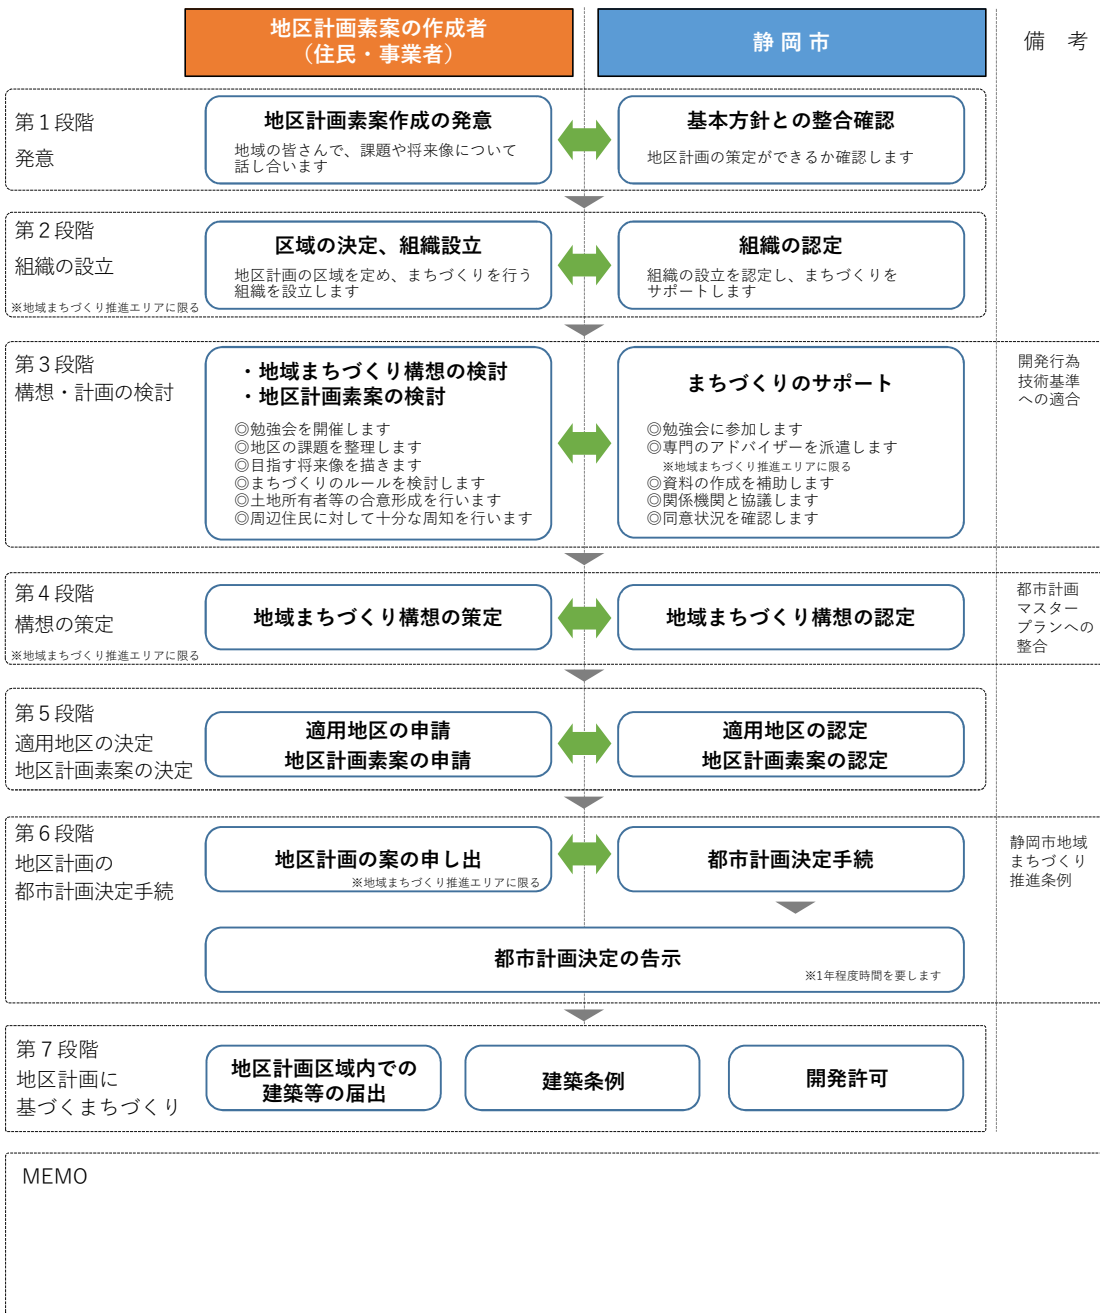 地区計画素案の作成者
（住民・事業者）
静岡市
備　考
第１段階
発意
地区計画素案作成の発意
地域の皆さんで、課題や将来像について
話し合います
基本方針との整合確認
地区計画の策定ができるか確認します
第２段階
組織の設立
※地域まちづくり推進エリアに限る
区域の決定、組織設立
地区計画の区域を定め、まちづくりを行う
組織を設立します
組織の認定
組織の設立を認定し、まちづくりを
サポートします
第３段階
構想・計画の検討
・地域まちづくり構想の検討
・地区計画素案の検討
◎勉強会を開催します
◎地区の課題を整理します
◎目指す将来像を描きます
◎まちづくりのルールを検討します
◎土地所有者等の合意形成を行います
◎周辺住民に対して十分な周知を行います
まちづくりのサポート
◎勉強会に参加します
◎専門のアドバイザーを派遣します
※地域まちづくり推進エリアに限る
◎資料の作成を補助します
◎関係機関と協議します
◎同意状況を確認します
開発行為
技術基準
への適合
第４段階
構想の策定
※地域まちづくり推進エリアに限る
地域まちづくり構想の策定
地域まちづくり構想の認定
都市計画
マスター
プランへの
整合
第５段階
適用地区の決定
地区計画素案の決定
適用地区の申請
地区計画素案の申請
適用地区の認定
地区計画素案の認定
第６段階
地区計画の
都市計画決定手続
地区計画の案の申し出
※地域まちづくり推進エリアに限る
都市計画決定手続
静岡市地域
まちづくり
推進条例
都市計画決定の告示
※1年程度時間を要します
第７段階
地区計画に
基づくまちづくり
地区計画区域内での
建築等の届出
建築条例
開発許可
MEMO